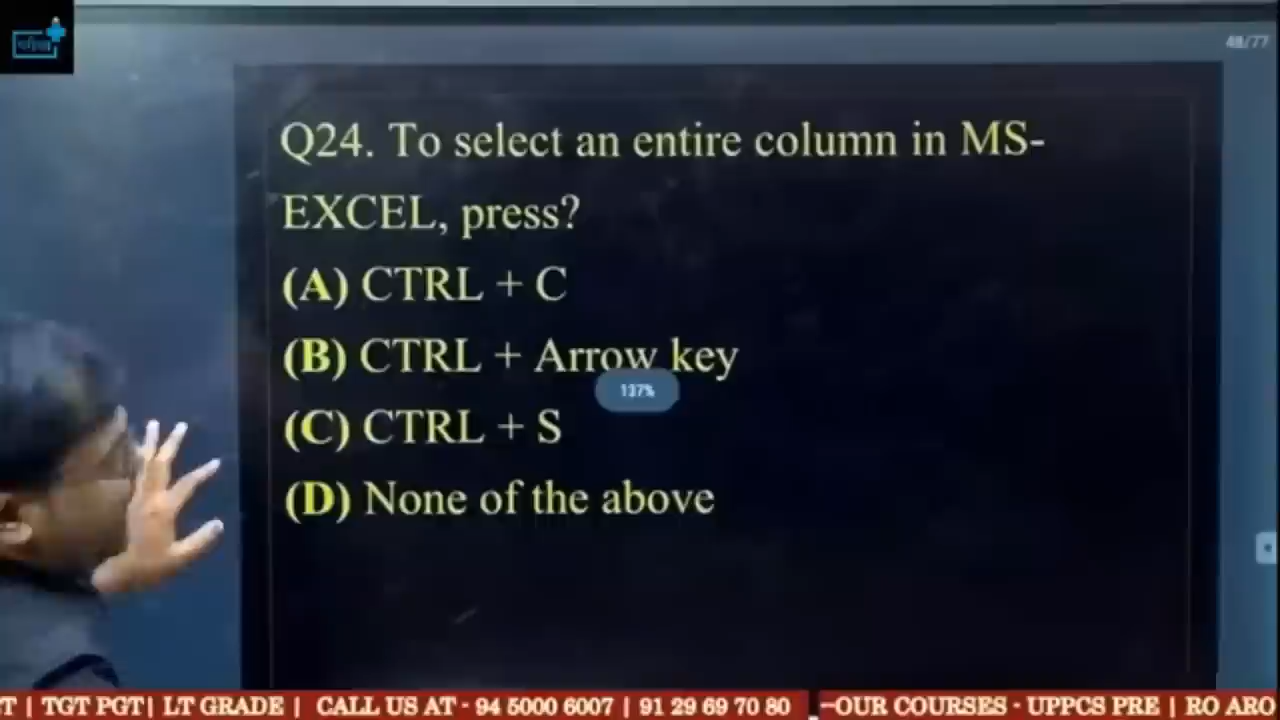 48/77
Q24. To select an entire column in MS-
EXCEL, press?
(A) CTRL + C
(B) CTRL + Arrow key
137%
(C) CTRL + S
(D) None of the above
T | TGT PGT| LT GRADE | CALL US AT - 94 5000 6007 | 91 29 69 70 80 -OUR COURSES - UPPCS PRE | RO ARO